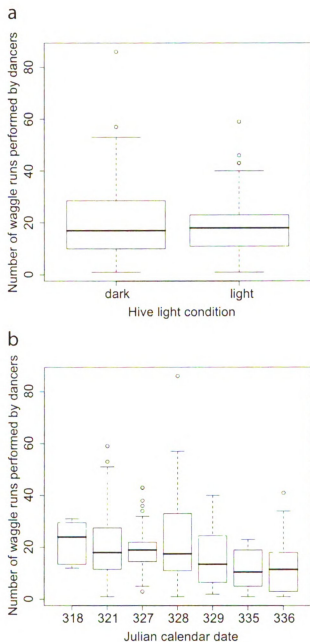 a
Number of waggle runs performed by dancers
80
60
40
20
0
dark light
Hive light condition
b
Number of waggle runs performed by dancers
80
60
40
20
0
318 321 327 328 329 335 336
Julian calendar date